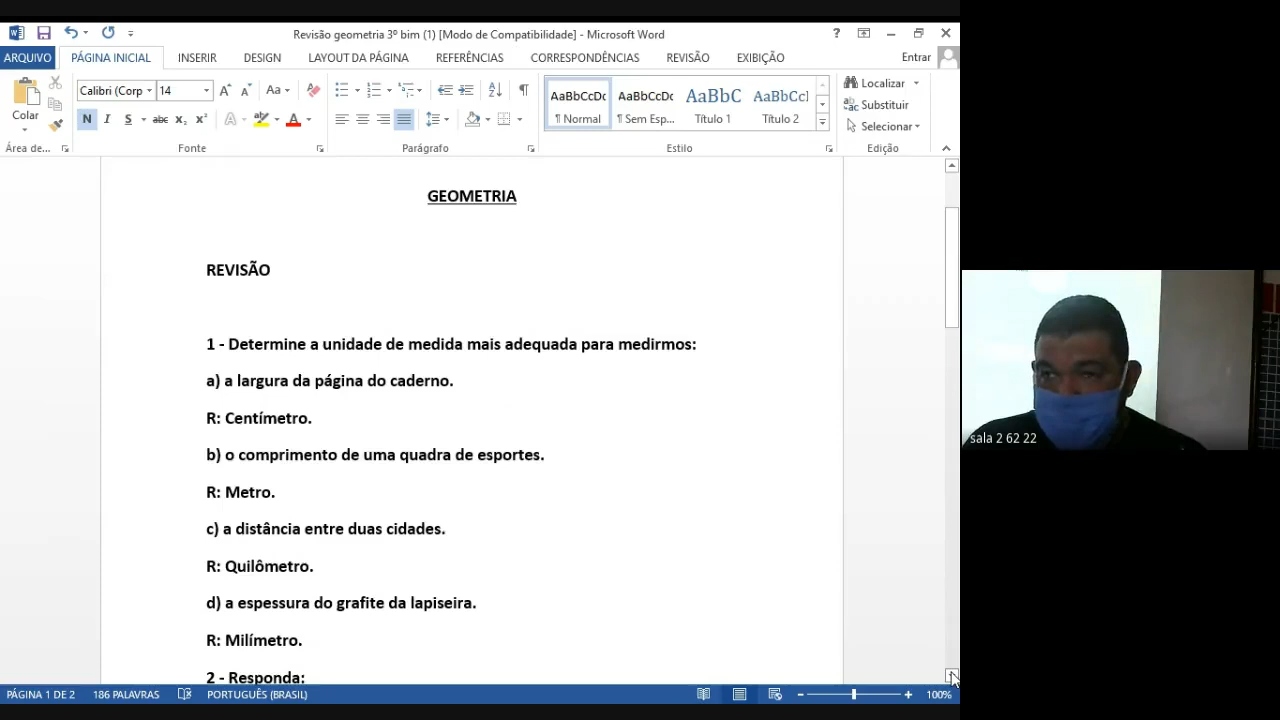 Revisão geometria 3º bim (1) [Modo de Compatibilidade] - Microsoft Word
ARQUIVO PÁGINA INICIAL INSERIR DESIGN LAYOUT DA PÁGINA REFERÊNCIAS CORRESPONDÊNCIAS REVISÃO EXIBIÇÃO Entrar
Colar
Calibri (Corp 14
AaBbCcDc AaBbCcDc AaBbC AaBbCcI
¶ Normal ¶ Sem Esp... Título 1 Título 2
Localizar
Substituir
Selecionar
Área de... Fonte Parágrafo Estilo Edição
GEOMETRIA
REVISÃO
1 - Determine a unidade de medida mais adequada para medirmos:
a) a largura da página do caderno.
R: Centímetro.
b) o comprimento de uma quadra de esportes.
R: Metro.
c) a distância entre duas cidades.
R: Quilômetro.
d) a espessura do grafite da lapiseira.
R: Milímetro.
2 - Responda:
PÁGINA 1 DE 2 186 PALAVRAS PORTUGUÊS (BRASIL) 100%
sala 2 62 22